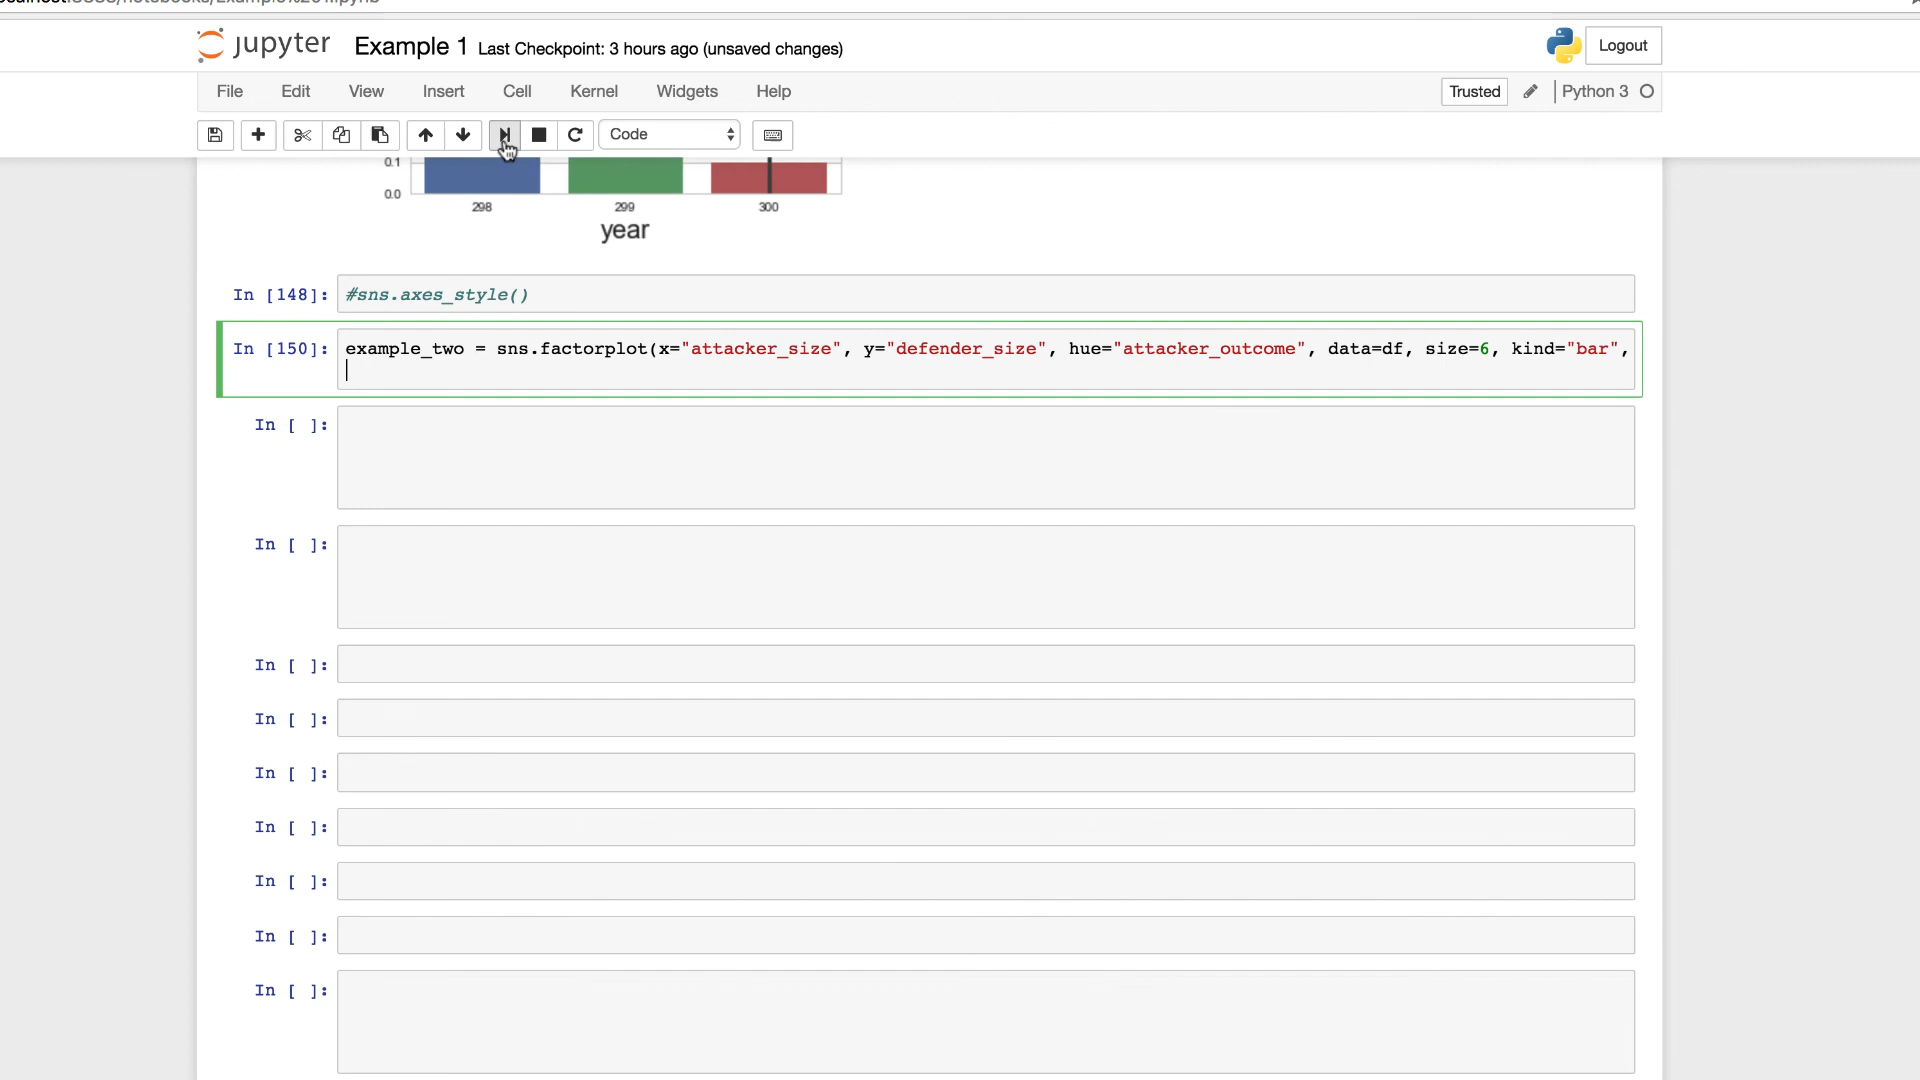 jupyter Example 1 Last Checkpoint: 3 hours ago (unsaved changes) Logout
File Edit View Insert Cell Kernel Widgets Help Trusted Python 3
Code
0.1
0.0
298 299 300
year
In [148]: #sns.axes_style()
In [150]: example_two = sns.factorplot(x="attacker_size", y="defender_size", hue="attacker_outcome", data=df, size=6, kind="bar",
In [ ]:
In [ ]:
In [ ]:
In [ ]:
In [ ]:
In [ ]:
In [ ]:
In [ ]:
In [ ]: